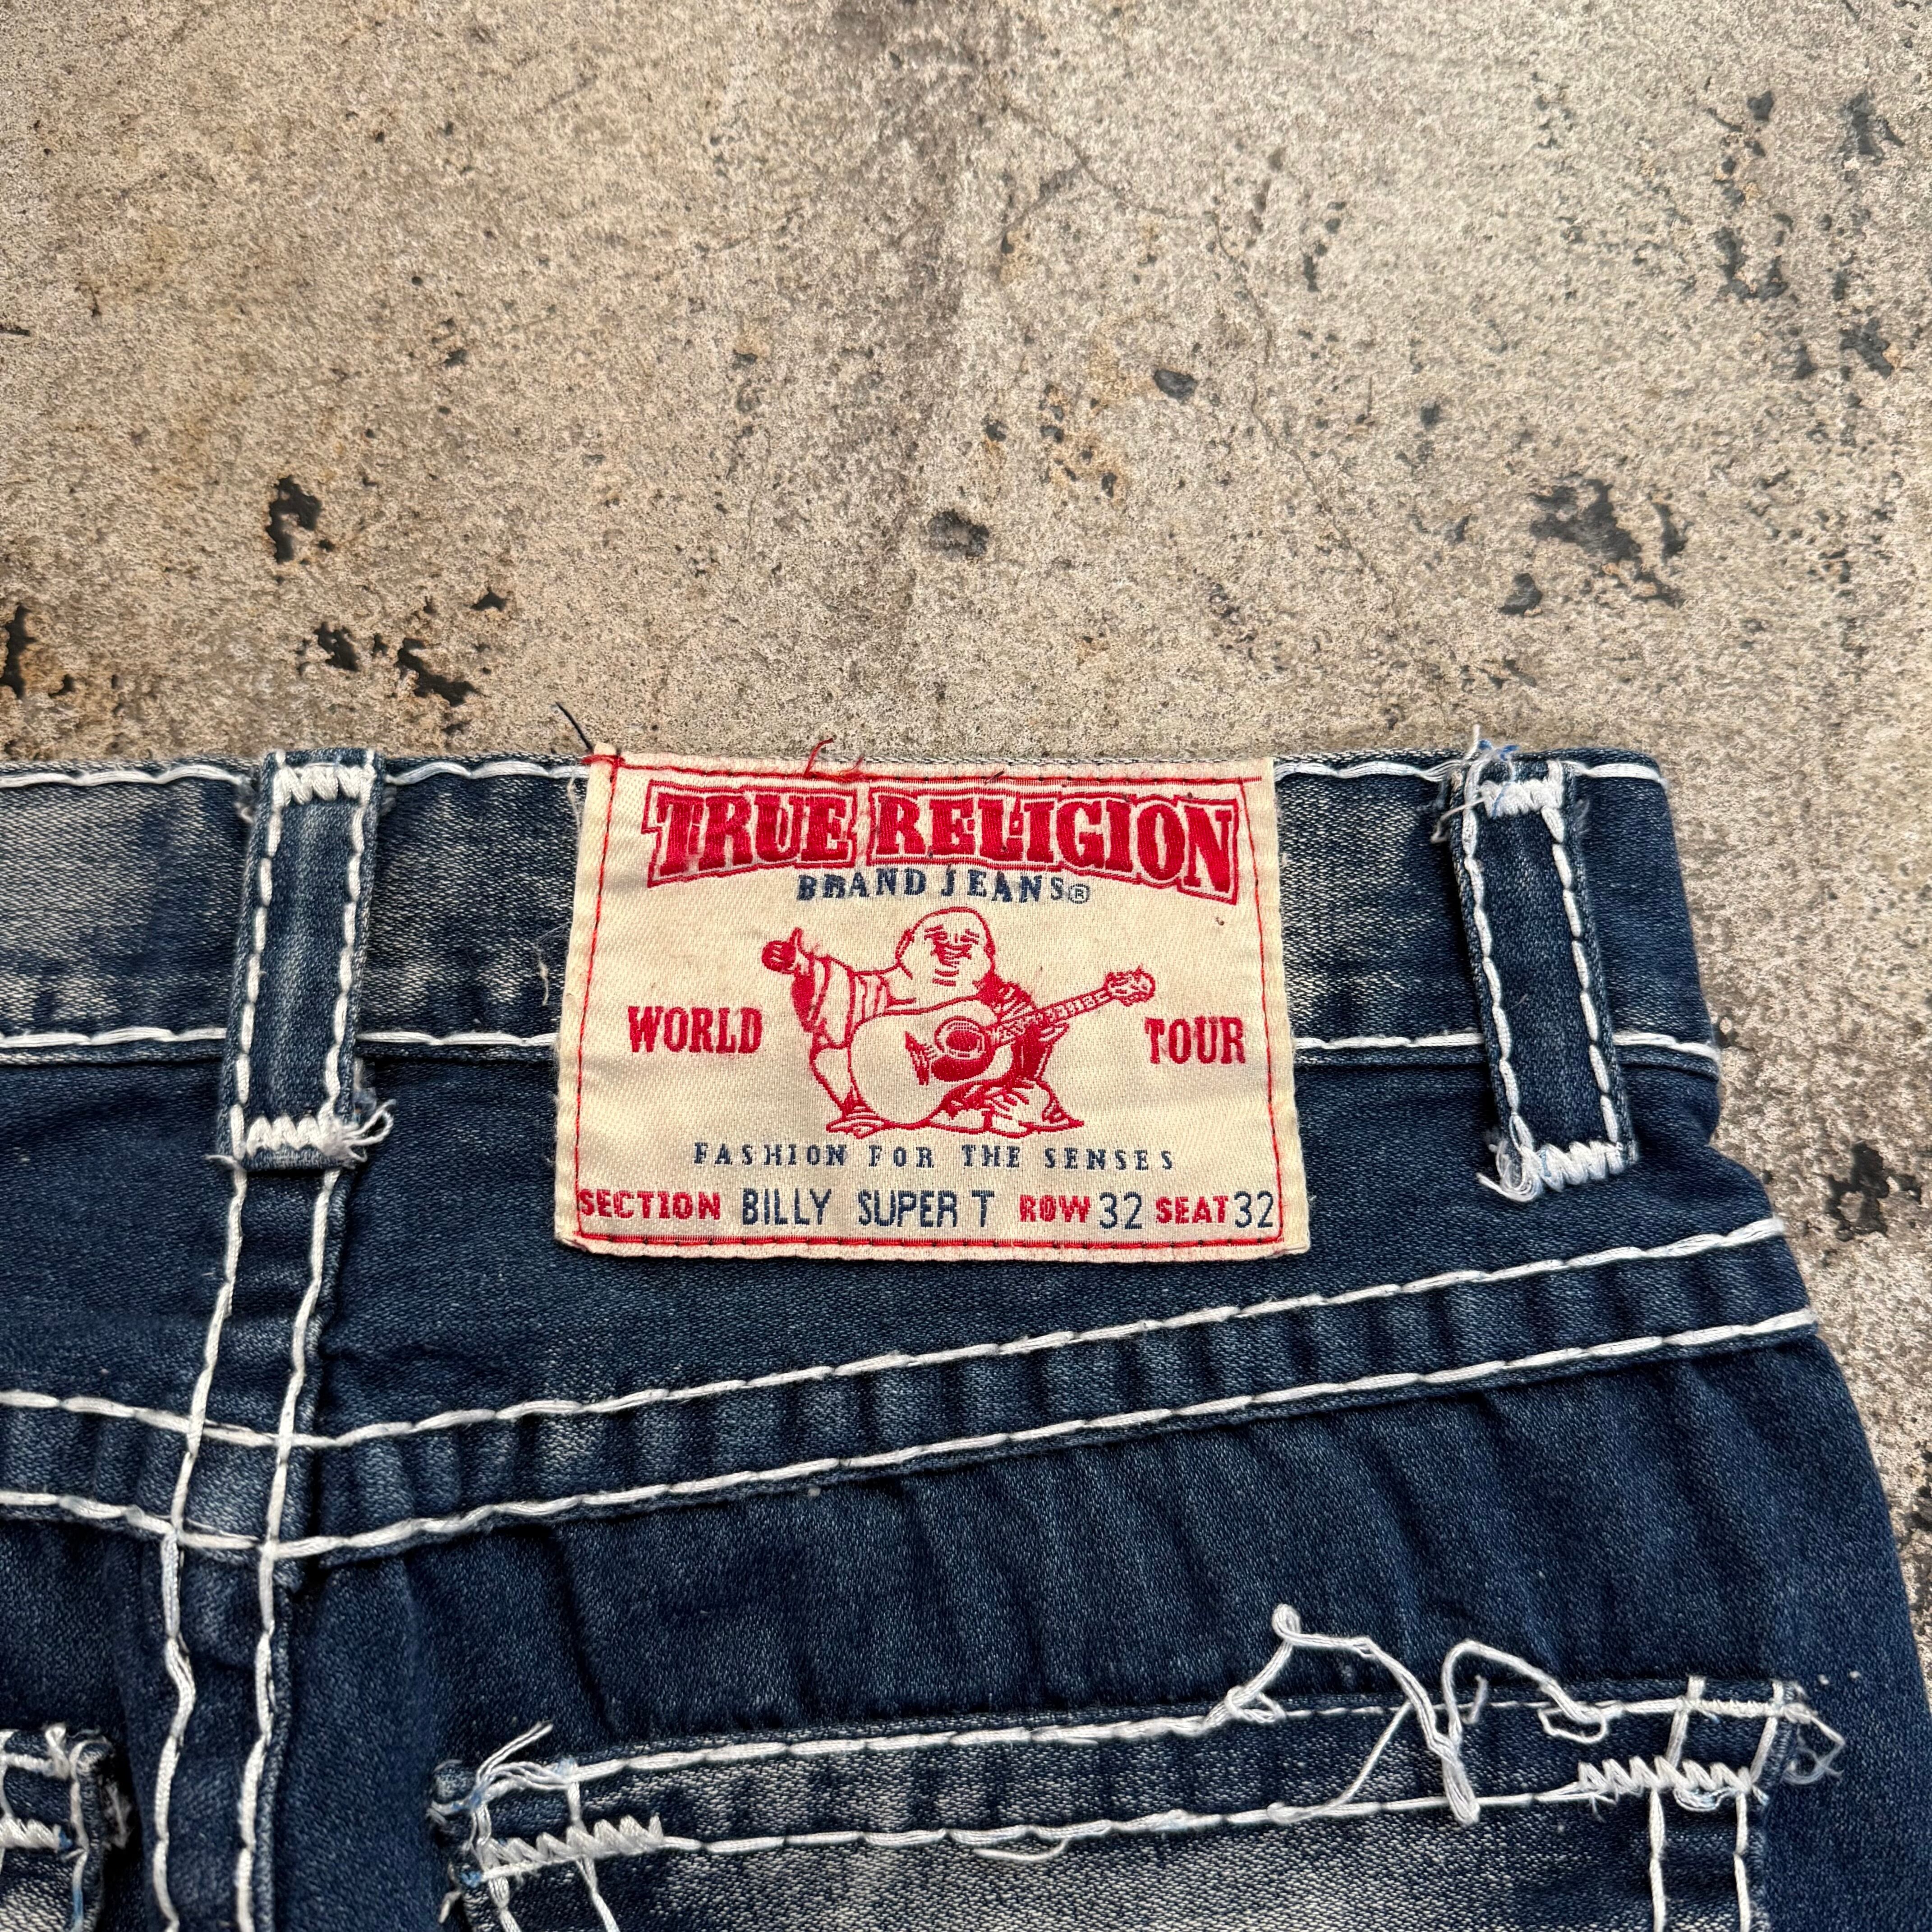 TRUE RELIGION
BRAND JEANS®
WORLD TOUR
FASHION FOR THE SENSES
SECTION BILLY SUPER T ROW 32 SEAT 32